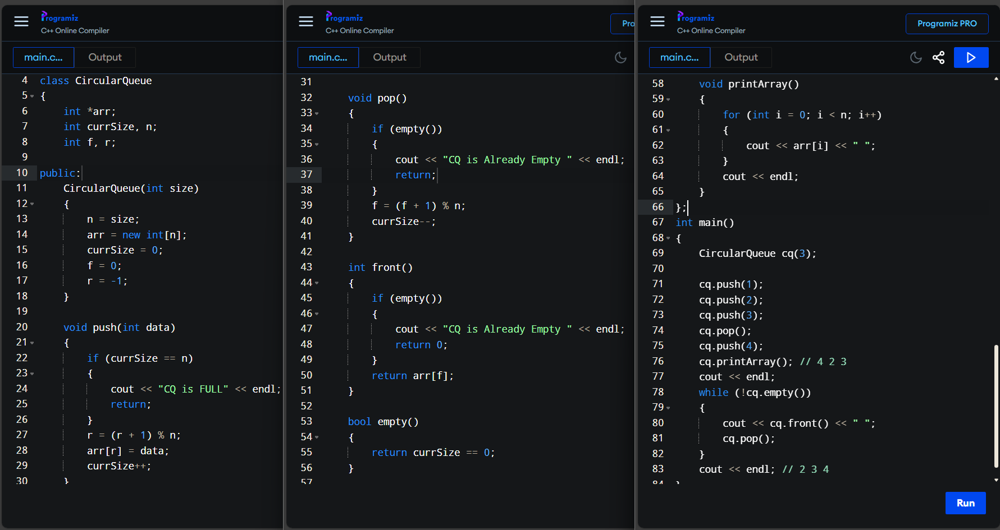 Programiz
C++ Online Compiler
main.c...
Output
4 class CircularQueue
5 {
6 int *arr;
7 int currSize, n;
8 int f, r;
9
10 public:
11 CircularQueue(int size)
12 {
13 n = size;
14 arr = new int[n];
15 currSize = 0;
16 f = 0;
17 r = -1;
18 }
19
20 void push(int data)
21 {
22 if (currSize == n)
23 {
24 cout << "CQ is FULL" << endl;
25 return;
26 }
27 r = (r + 1) % n;
28 arr[r] = data;
29 currSize++;
30 }
Programiz
C++ Online Compiler
Pro
main.c...
Output
31
32 void pop()
33 {
34 if (empty())
35 {
36 cout << "CQ is Already Empty " << endl;
37 return;
38 }
39 f = (f + 1) % n;
40 currSize--;
41 }
42
43 int front()
44 {
45 if (empty())
46 {
47 cout << "CQ is Already Empty " << endl;
48 return 0;
49 }
50 return arr[f];
51 }
52
53 bool empty()
54 {
55 return currSize == 0;
56 }
57
Programiz
C++ Online Compiler
Programiz PRO
main.c...
Output
58 void printArray()
59 {
60 for (int i = 0; i < n; i++)
61 {
62 cout << arr[i] << " ";
63 }
64 cout << endl;
65 }
66 };
67 int main()
68 {
69 CircularQueue cq(3);
70
71 cq.push(1);
72 cq.push(2);
73 cq.push(3);
74 cq.pop();
75 cq.push(4);
76 cq.printArray(); // 4 2 3
77 cout << endl;
78 while (!cq.empty())
79 {
80 cout << cq.front() << " ";
81 cq.pop();
82 }
83 cout << endl; // 2 3 4
84 }
Run